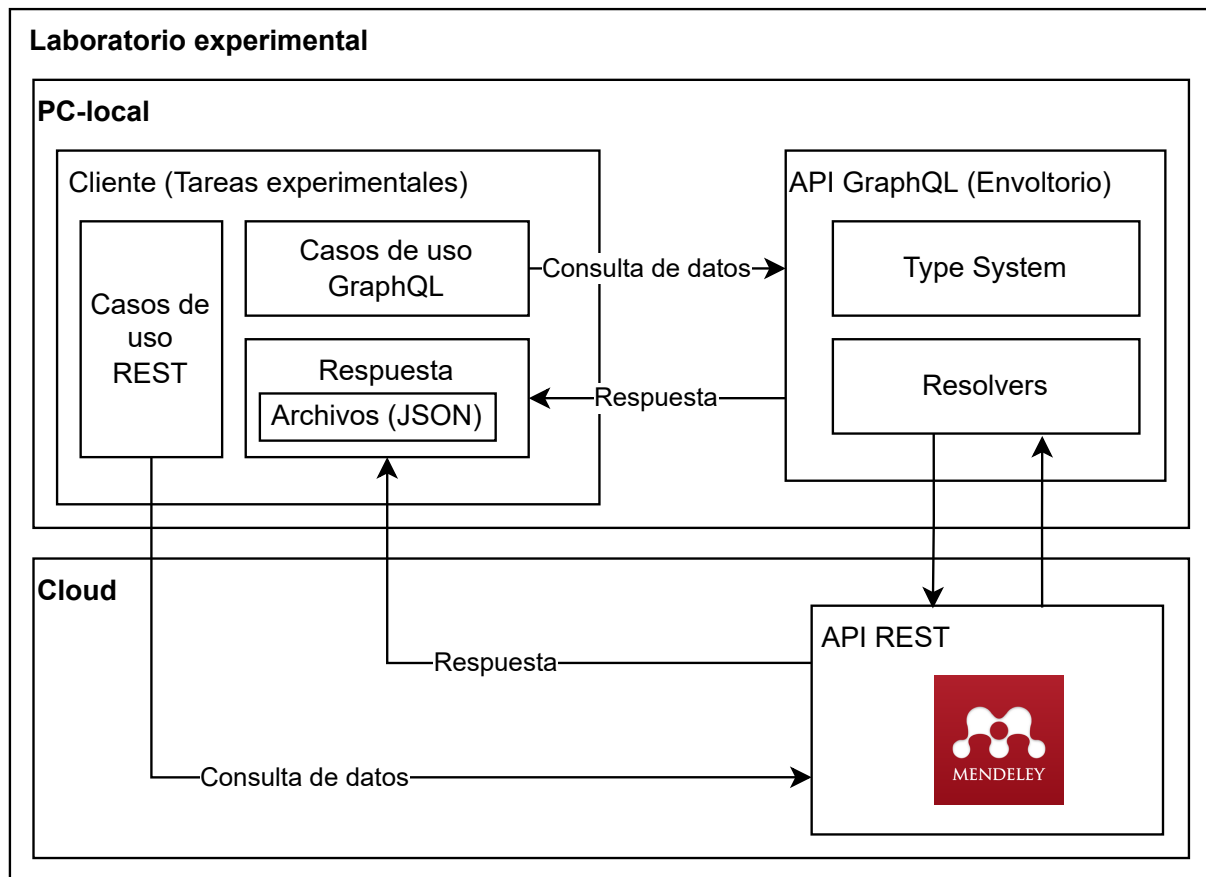 Laboratorio experimental
PC-local
Cliente (Tareas experimentales)
Casos de
uso
REST
Casos de uso
GraphQL
Consulta de datos
Respuesta
Archivos (JSON)
Respuesta
API GraphQL (Envoltorio)
Type System
Resolvers
Cloud
Respuesta
Consulta de datos
API REST
MENDELEY